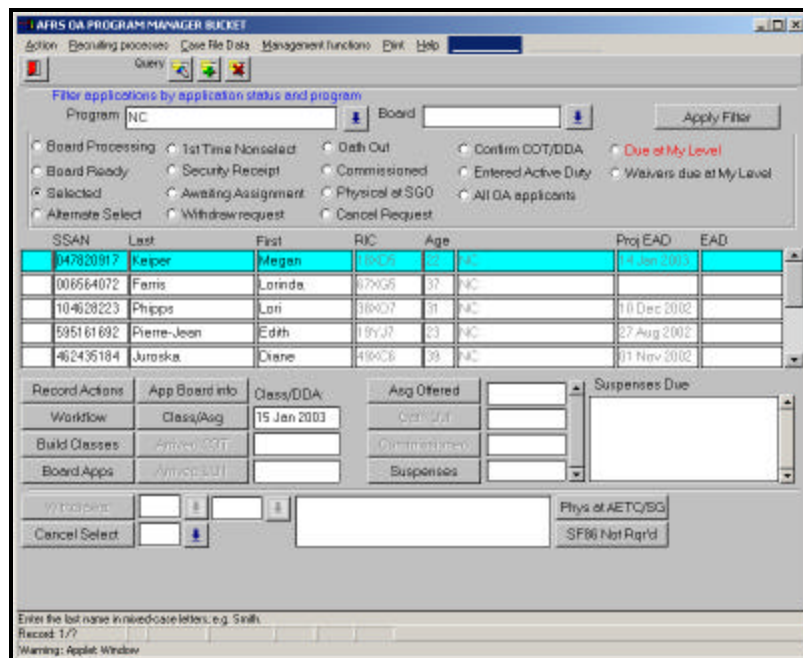 AFRS OA PROGRAM MANAGER BUCKET
Action Recruiting processes Case File Data Management functions Print Help
Query
Filter applications by application status and program
Program NC Board Apply Filter
Board Processing 1st Time Nonselect Oath Out Confirm COT/DDA Due at My Level
Board Ready Security Receipt Commissioned Entered Active Duty Waivers due at My Level
Selected Awaiting Assignment Physical at SGO All OA applicants
Alternate Select Withdraw request Cancel Request
SSAN Last First RIC Age Proj EAD EAD
047820917 Keiper Megan 22 NC 14 Jan 2003
006564072 Farris Lorinda 37 NC
104628223 Phipps Lori 31 NC 10 Dec 2002
595161692 Pierre-Jean Edith 23 NC 27 Aug 2002
462435184 Juroska Diane 39 NC 01 Nov 2002
Record Actions App Board info Class/DDA: Asg Offered Suspenses Due
Workflow Class/Asg 15 Jan 2003
Build Classes Arrived COT Commissioned
Board Apps Suspenses
Phys at AETC/SG
Cancel Select SF86 Not Rqr'd
Enter the last name in mixed-case letters, e.g. Smith.
Record: 1/?
Warning: Applet Window